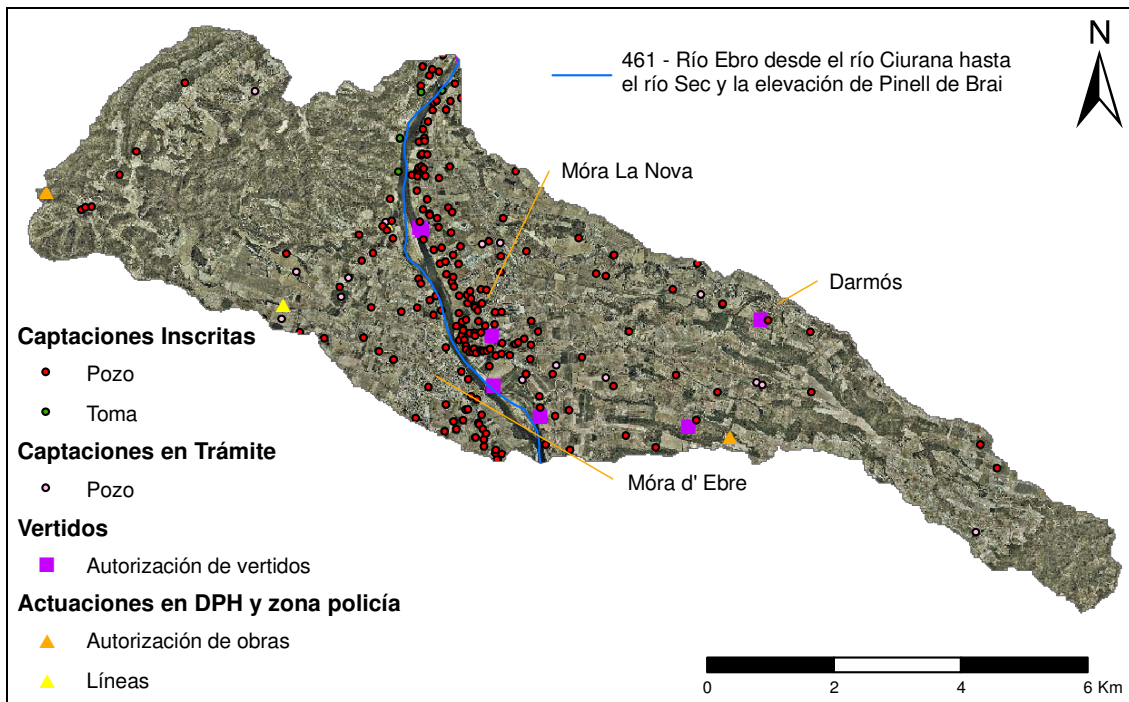 N
461 - Río Ebro desde el río Ciurana hasta
el río Sec y la elevación de Pinell de Brai
Móra La Nova
Darmós
Móra d' Ebre
Captaciones Inscritas
Pozo
Toma
Captaciones en Trámite
Pozo
Vertidos
Autorización de vertidos
Actuaciones en DPH y zona policía
Autorización de obras
Líneas
0 2 4 6 Km